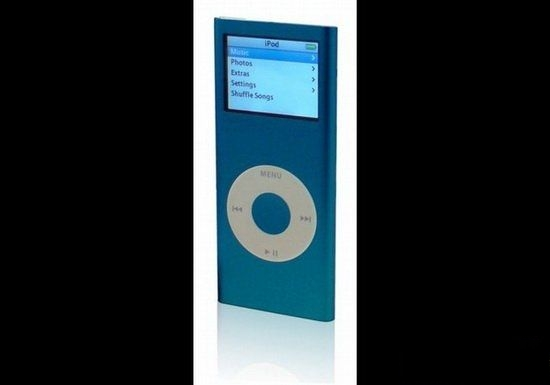 iPod
Music
Photos
Extras
Settings
Shuffle Songs
MENU